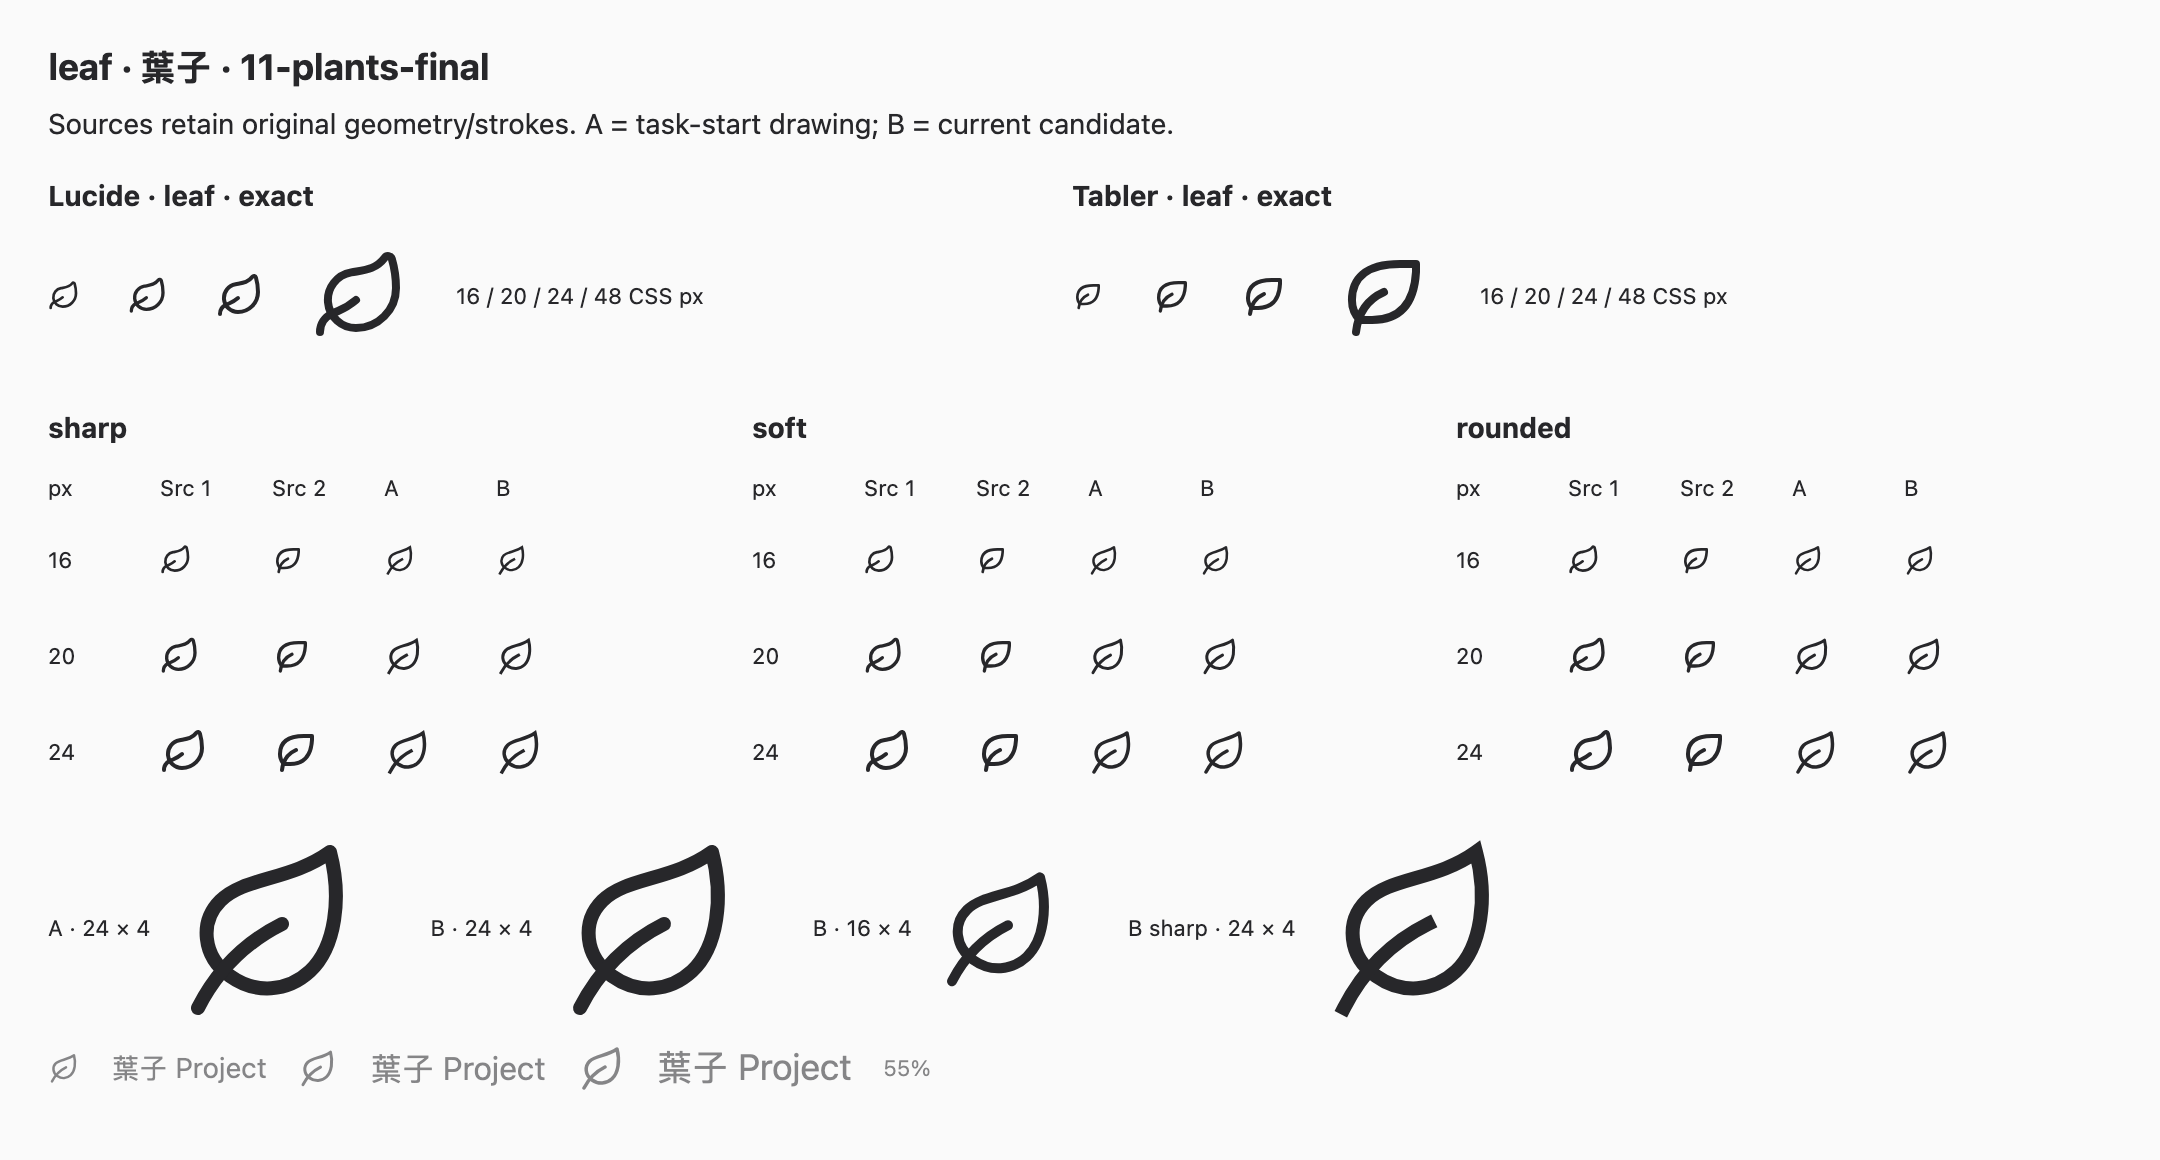 leaf · 葉子 · 11-plants-final
Sources retain original geometry/strokes. A = task-start drawing; B = current candidate.
Lucide · leaf · exact
16 / 20 / 24 / 48 CSS px
Tabler · leaf · exact
16 / 20 / 24 / 48 CSS px
sharp
px Src 1 Src 2 A B
16
20
24
soft
px Src 1 Src 2 A B
16
20
24
rounded
px Src 1 Src 2 A B
16
20
24
A · 24 × 4
B · 24 × 4
B · 16 × 4
B sharp · 24 × 4
葉子 Project 葉子 Project 葉子 Project 55%